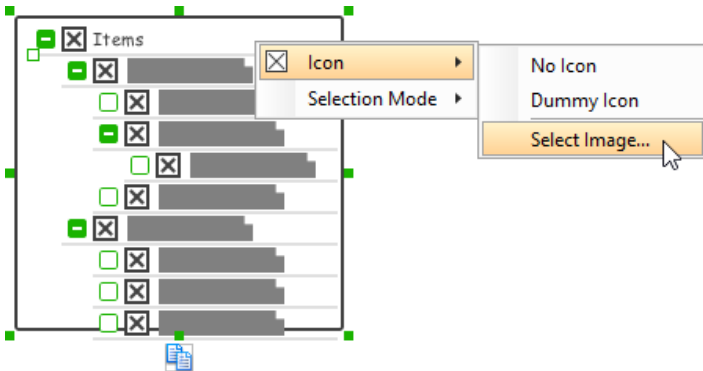 Items
Icon
Selection Mode
No Icon
Dummy Icon
Select Image...